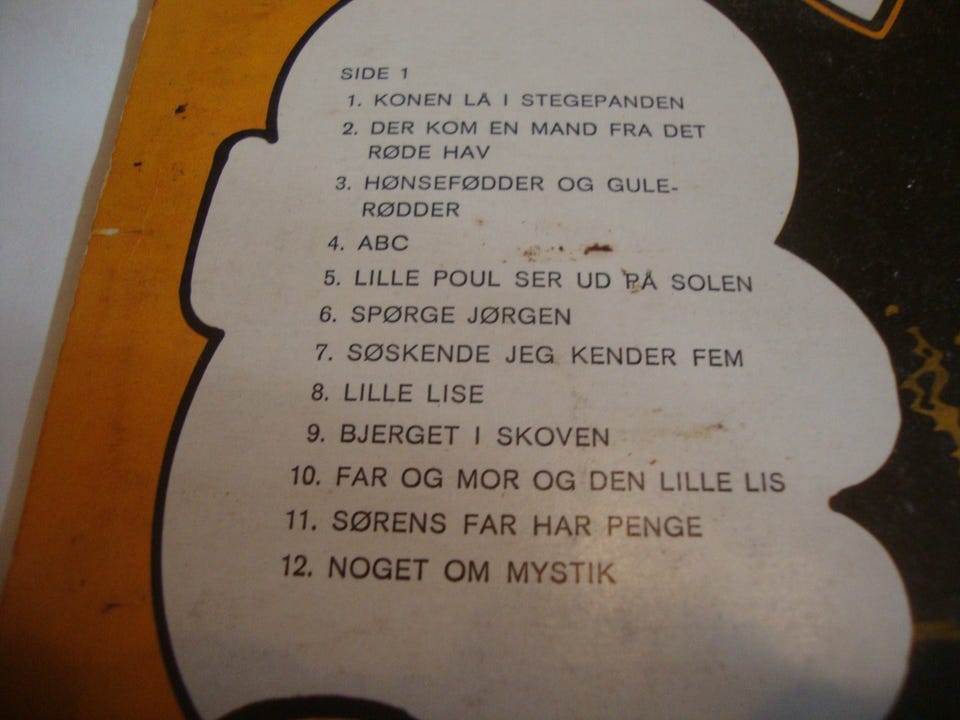 SIDE 1
1. KONEN LÅ I STEGEPANDEN
2. DER KOM EN MAND FRA DET
RØDE HAV
3. HØNSEFØDDER OG GULE-
RØDDER
4. ABC
5. LILLE POUL SER UD PÅ SOLEN
6. SPØRGE JØRGEN
7. SØSKENDE JEG KENDER FEM
8. LILLE LISE
9. BJERGET I SKOVEN
10. FAR OG MOR OG DEN LILLE LIS
11. SØRENS FAR HAR PENGE
12. NOGET OM MYSTIK